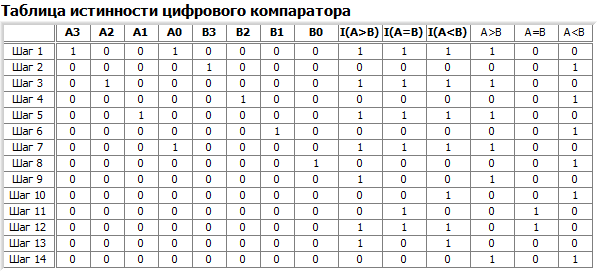 Таблица истинности цифрового компаратора
A3 A2 A1 A0 B3 B2 B1 B0 I(A>B) I(A=B) I(A<B) A>B A=B A<B
Шаг 1 1 0 0 1 0 0 0 0 1 1 1 1 0 0
Шаг 2 0 0 0 0 1 0 0 0 0 0 0 0 0 1
Шаг 3 0 1 0 0 0 0 0 0 1 1 1 1 0 0
Шаг 4 0 0 0 0 0 1 0 0 0 0 0 0 0 1
Шаг 5 0 0 1 0 0 0 0 0 1 1 1 1 0 0
Шаг 6 0 0 0 0 0 0 1 0 0 0 0 0 0 1
Шаг 7 0 0 0 1 0 0 0 0 1 1 1 1 0 0
Шаг 8 0 0 0 0 0 0 0 1 0 0 0 0 0 1
Шаг 9 0 0 0 0 0 0 0 0 1 0 0 1 0 0
Шаг 10 0 0 0 0 0 0 0 0 0 0 1 0 0 1
Шаг 11 0 0 0 0 0 0 0 0 0 1 0 0 1 0
Шаг 12 0 0 0 0 0 0 0 0 1 1 1 0 1 0
Шаг 13 0 0 0 0 0 0 0 0 1 0 1 0 0 0
Шаг 14 0 0 0 0 0 0 0 0 0 0 0 1 0 1